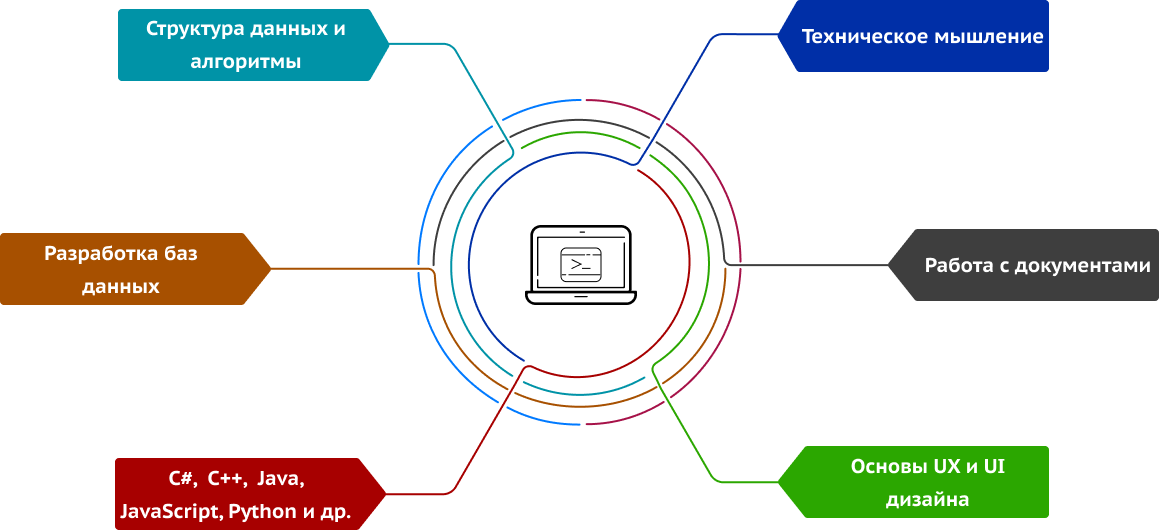 Структура данных и
алгоритмы
Техническое мышление
Разработка баз
данных
>_
Работа с документами
C#,  C++,  Java,
JavaScript, Python и др.
Основы UX и UI
дизайна